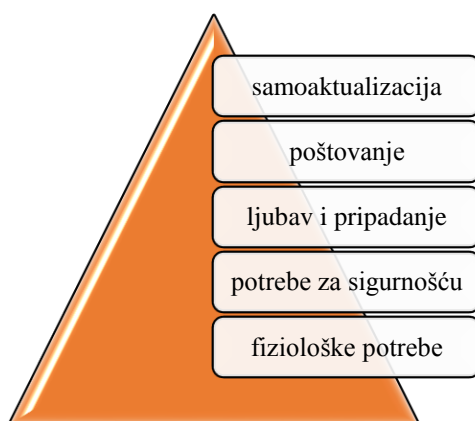 samoaktualizacija
poštovanje
ljubav i pripadanje
potrebe za sigurnošću
fiziološke potrebe